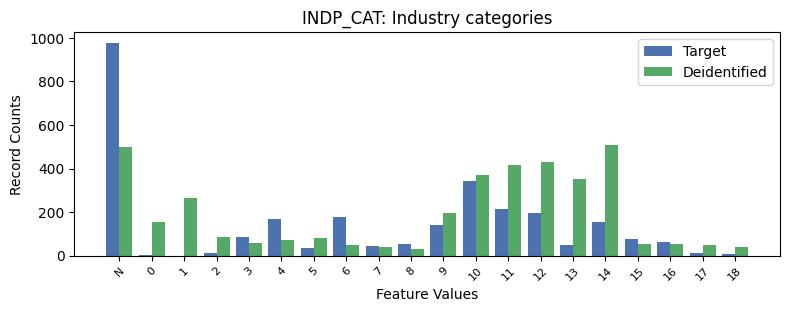 INDP_CAT: Industry categories
Target
Deidentified
Record Counts
1000
800
600
400
200
0
N 0 1 2 3 4 5 6 7 8 9 10 11 12 13 14 15 16 17 18
Feature Values